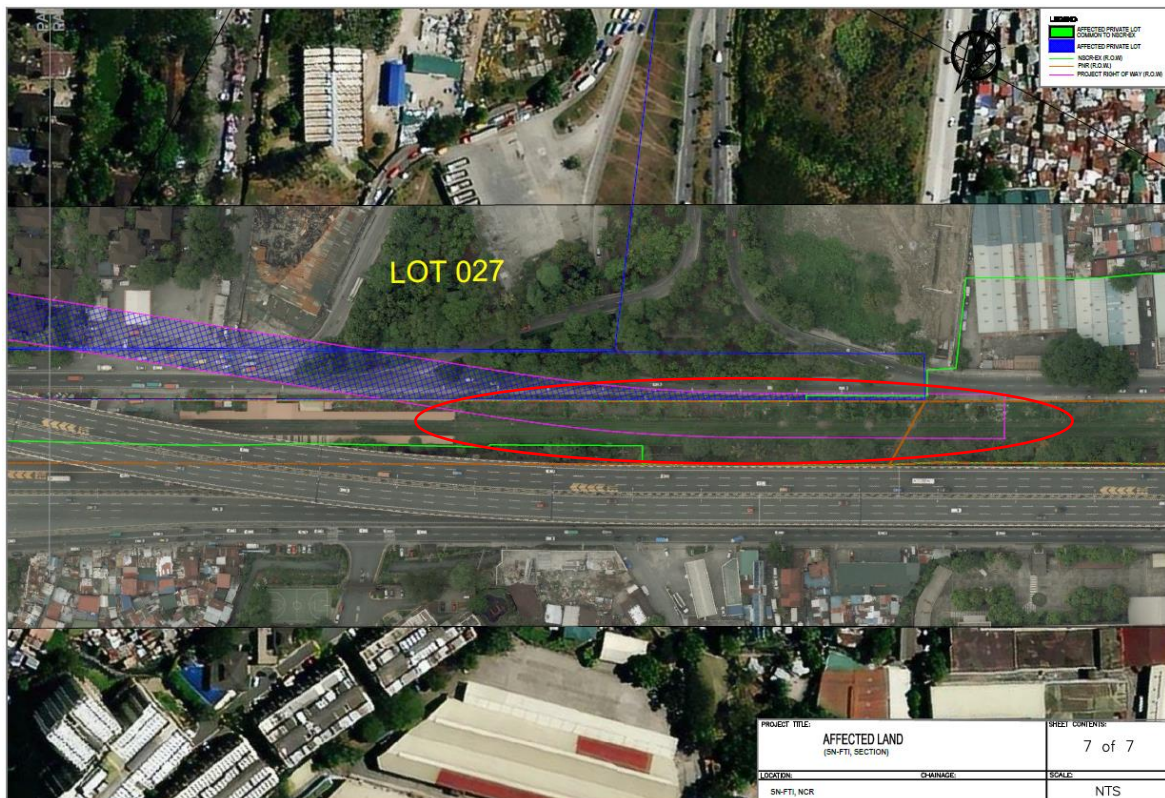 LEGEND:
AFFECTED PRIVATE LOT
COMMON TO NSCR-EX
AFFECTED PRIVATE LOT
NSCR-EX (R.O.W)
PNR (R.O.W.)
PROJECT RIGHT OF WAY (R.O.W)
LOT 027
PROJECT TITLE:
AFFECTED LAND
(SN-FTI, SECTION)
SHEET CONTENTS:
7 of 7
LOCATION:
SN-FTI, NCR
CHAINAGE:
SCALE:
NTS